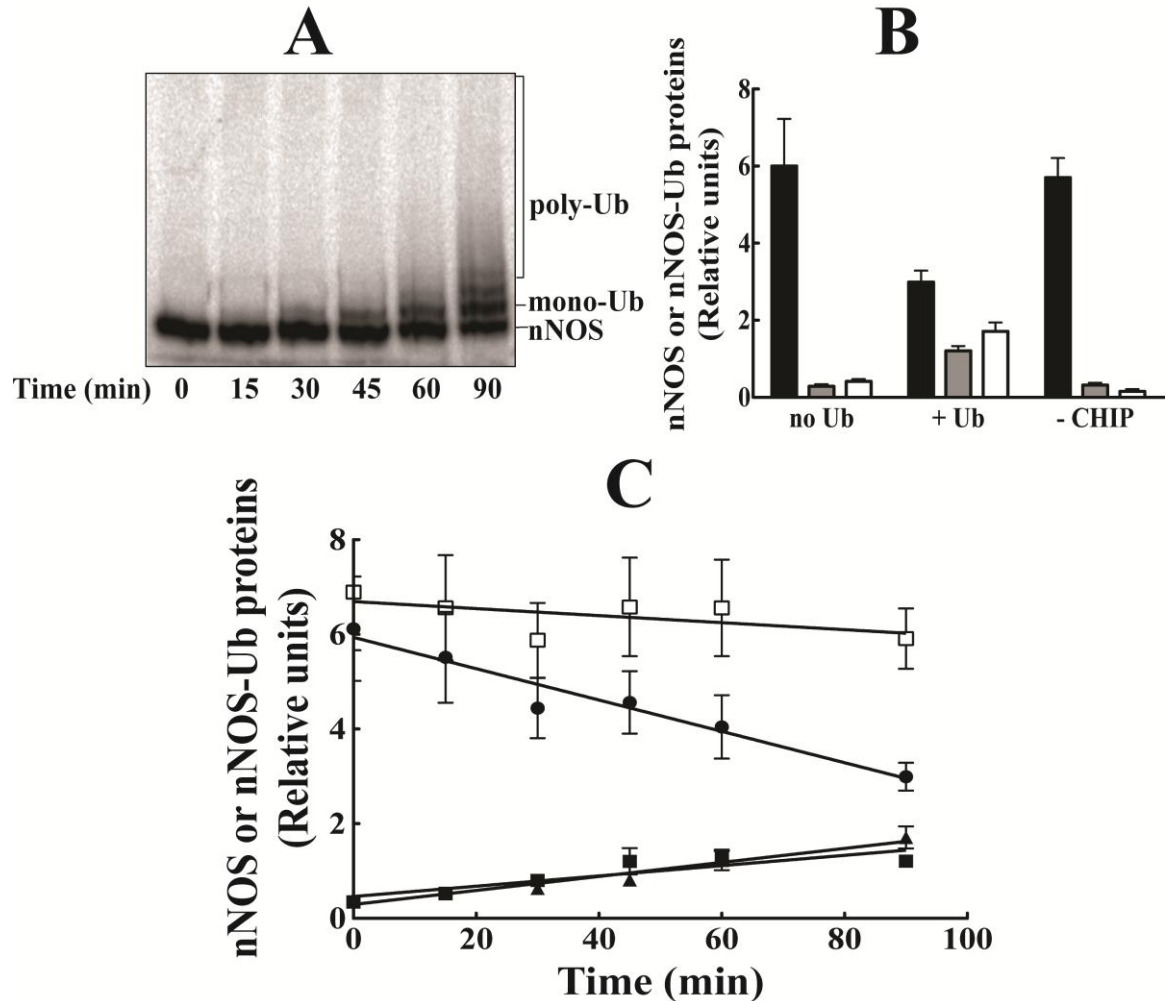 A
poly-Ub
mono-Ub
nNOS
Time (min) 0 15 30 45 60 90
B
nNOS or nNOS-Ub proteins
(Relative units)
8
6
4
2
0
no Ub + Ub - CHIP
C
nNOS or nNOS-Ub proteins
(Relative units)
8
6
4
2
0
0 20 40 60 80 100
Time (min)